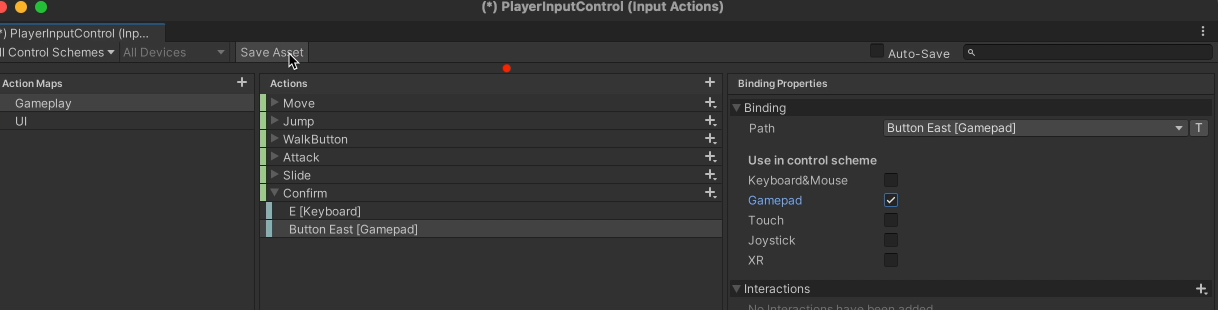 (*) PlayerInputControl (Input Actions)
*) PlayerInputControl (Inp...
ll Control Schemes All Devices Save Asset Auto-Save
Action Maps Actions Binding Properties
Gameplay Move Binding
UI Jump Path Button East [Gamepad] T
WalkButton
Attack Use in control scheme
Slide Keyboard&Mouse
Confirm Gamepad
E [Keyboard] Touch
Button East [Gamepad] Joystick
XR
Interactions
No Interactions have been added.